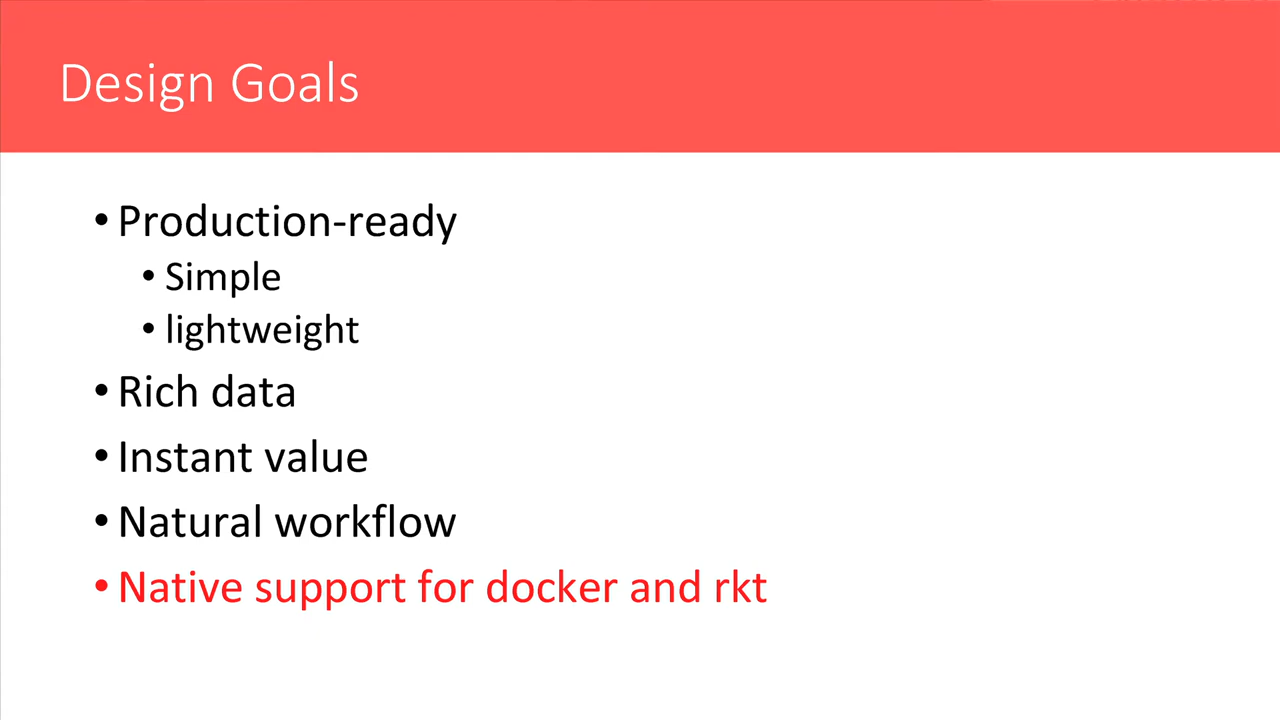 Design Goals
• Production-ready
• Simple
• lightweight
• Rich data
• Instant value
• Natural workflow
• Native support for docker and rkt